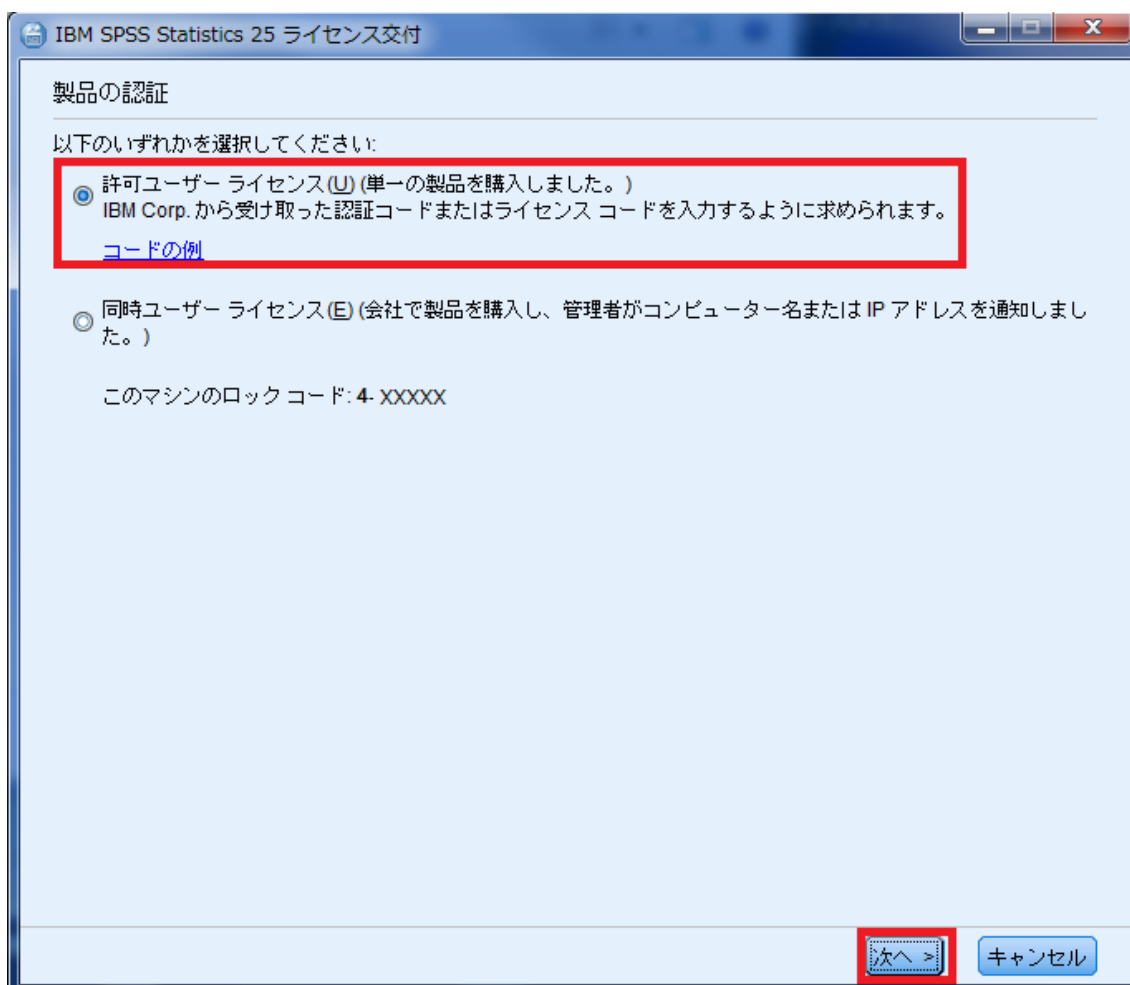 IBM SPSS Statistics 25 ライセンス交付
製品の認証
以下のいずれかを選択してください:
許可ユーザー ライセンス(U) (単一の製品を購入しました。)
IBM Corp. から受け取った認証コードまたはライセンス コードを入力するように求められます。
コードの例
同時ユーザー ライセンス(E) (会社で製品を購入し、管理者がコンピューター名または IP アドレスを通知しまし
た。)
このマシンのロック コード: 4- XXXXX
次へ >
キャンセル